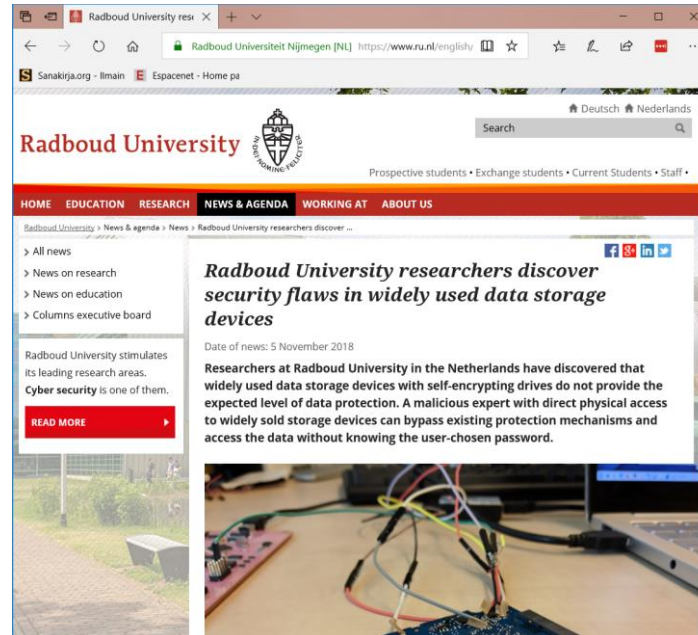 Radboud University rese
Radboud Universiteit Nijmegen [NL] https://www.ru.nl/english/
Sanakirja.org - Ilmain Espacenet - Home pa
Deutsch Nederlands
Radboud University
Search
Prospective students • Exchange students • Current Students • Staff •
HOME EDUCATION RESEARCH NEWS & AGENDA WORKING AT ABOUT US
Radboud University > News & agenda > News > Radboud University researchers discover ...
> All news
> News on research
> News on education
> Columns executive board
Radboud University stimulates
its leading research areas.
Cyber security is one of them.
READ MORE
Radboud University researchers discover
security flaws in widely used data storage
devices
Date of news: 5 November 2018
Researchers at Radboud University in the Netherlands have discovered that
widely used data storage devices with self-encrypting drives do not provide the
expected level of data protection. A malicious expert with direct physical access
to widely sold storage devices can bypass existing protection mechanisms and
access the data without knowing the user-chosen password.